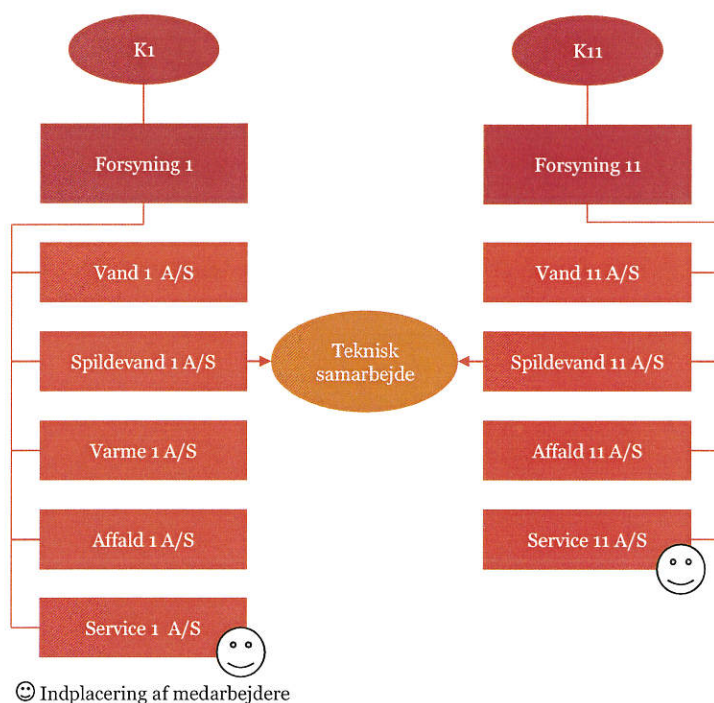 K1
Forsyning 1
Vand 1 A/S
Spildevand 1 A/S
Varme 1 A/S
Affald 1 A/S
Service 1 A/S
Teknisk
samarbejde
K11
Forsyning 11
Vand 11 A/S
Spildevand 11 A/S
Affald 11 A/S
Service 11 A/S
☺ Indplacering af medarbejdere